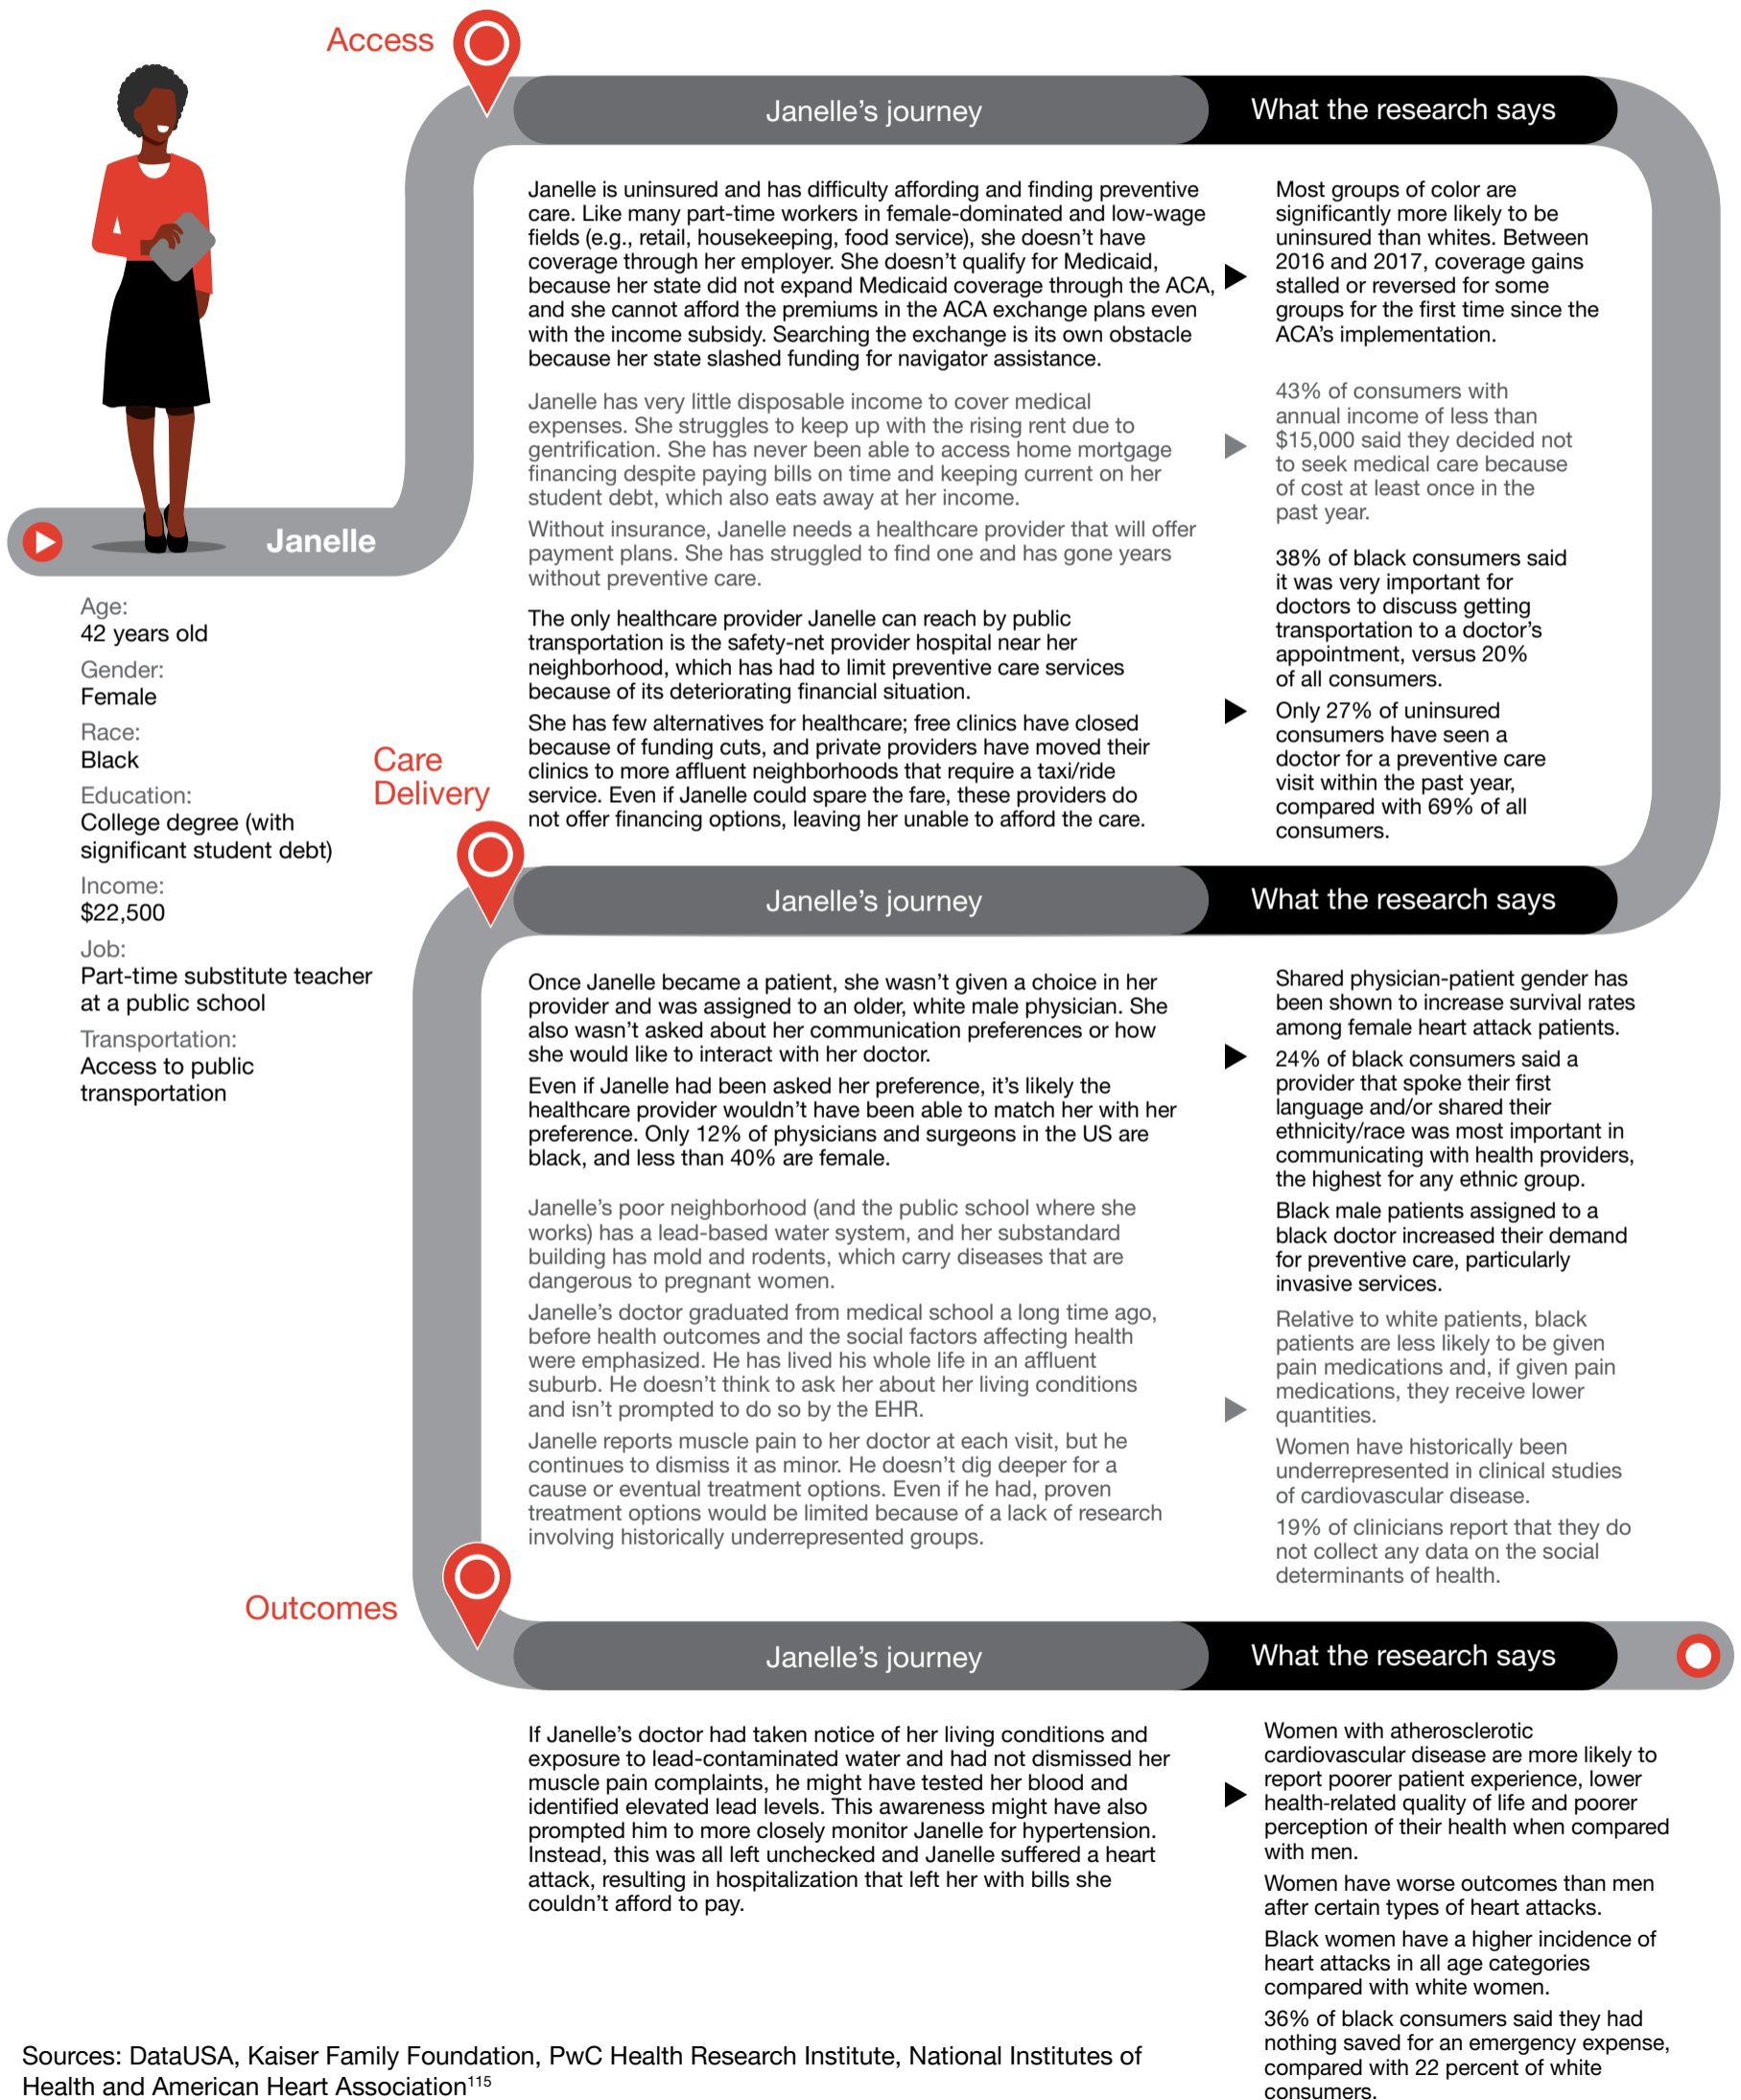 Access
Janelle’s journey
What the research says
Janelle is uninsured and has difficulty affording and finding preventive
care. Like many part-time workers in female-dominated and low-wage
fields (e.g., retail, housekeeping, food service), she doesn’t have
coverage through her employer. She doesn’t qualify for Medicaid,
because her state did not expand Medicaid coverage through the ACA,
and she cannot afford the premiums in the ACA exchange plans even
with the income subsidy. Searching the exchange is its own obstacle
because her state slashed funding for navigator assistance.
Most groups of color are
significantly more likely to be
uninsured than whites. Between
2016 and 2017, coverage gains
stalled or reversed for some
groups for the first time since the
ACA’s implementation.
Janelle has very little disposable income to cover medical
expenses. She struggles to keep up with the rising rent due to
gentrification. She has never been able to access home mortgage
financing despite paying bills on time and keeping current on her
student debt, which also eats away at her income.
Without insurance, Janelle needs a healthcare provider that will offer
payment plans. She has struggled to find one and has gone years
without preventive care.
43% of consumers with
annual income of less than
$15,000 said they decided not
to seek medical care because
of cost at least once in the
past year.
The only healthcare provider Janelle can reach by public
transportation is the safety-net provider hospital near her
neighborhood, which has had to limit preventive care services
because of its deteriorating financial situation.
She has few alternatives for healthcare; free clinics have closed
because of funding cuts, and private providers have moved their
clinics to more affluent neighborhoods that require a taxi/ride
service. Even if Janelle could spare the fare, these providers do
not offer financing options, leaving her unable to afford the care.
38% of black consumers said
it was very important for
doctors to discuss getting
transportation to a doctor’s
appointment, versus 20%
of all consumers.
Only 27% of uninsured
consumers have seen a
doctor for a preventive care
visit within the past year,
compared with 69% of all
consumers.
Janelle
Age:
42 years old
Gender:
Female
Race:
Black
Education:
College degree (with
significant student debt)
Income:
$22,500
Job:
Part-time substitute teacher
at a public school
Transportation:
Access to public
transportation
Care
Delivery
Janelle’s journey
What the research says
Once Janelle became a patient, she wasn’t given a choice in her
provider and was assigned to an older, white male physician. She
also wasn’t asked about her communication preferences or how
she would like to interact with her doctor.
Even if Janelle had been asked her preference, it’s likely the
healthcare provider wouldn’t have been able to match her with her
preference. Only 12% of physicians and surgeons in the US are
black, and less than 40% are female.
Shared physician-patient gender has
been shown to increase survival rates
among female heart attack patients.
24% of black consumers said a
provider that spoke their first
language and/or shared their
ethnicity/race was most important in
communicating with health providers,
the highest for any ethnic group.
Black male patients assigned to a
black doctor increased their demand
for preventive care, particularly
invasive services.
Janelle’s poor neighborhood (and the public school where she
works) has a lead-based water system, and her substandard
building has mold and rodents, which carry diseases that are
dangerous to pregnant women.
Janelle’s doctor graduated from medical school a long time ago,
before health outcomes and the social factors affecting health
were emphasized. He has lived his whole life in an affluent
suburb. He doesn’t think to ask her about her living conditions
and isn’t prompted to do so by the EHR.
Janelle reports muscle pain to her doctor at each visit, but he
continues to dismiss it as minor. He doesn’t dig deeper for a
cause or eventual treatment options. Even if he had, proven
treatment options would be limited because of a lack of research
involving historically underrepresented groups.
Relative to white patients, black
patients are less likely to be given
pain medications and, if given pain
medications, they receive lower
quantities.
Women have historically been
underrepresented in clinical studies
of cardiovascular disease.
19% of clinicians report that they do
not collect any data on the social
determinants of health.
Outcomes
Janelle’s journey
What the research says
If Janelle’s doctor had taken notice of her living conditions and
exposure to lead-contaminated water and had not dismissed her
muscle pain complaints, he might have tested her blood and
identified elevated lead levels. This awareness might have also
prompted him to more closely monitor Janelle for hypertension.
Instead, this was all left unchecked and Janelle suffered a heart
attack, resulting in hospitalization that left her with bills she
couldn’t afford to pay.
Women with atherosclerotic
cardiovascular disease are more likely to
report poorer patient experience, lower
health-related quality of life and poorer
perception of their health when compared
with men.
Women have worse outcomes than men
after certain types of heart attacks.
Black women have a higher incidence of
heart attacks in all age categories
compared with white women.
36% of black consumers said they had
nothing saved for an emergency expense,
compared with 22 percent of white
consumers.
Sources: DataUSA, Kaiser Family Foundation, PwC Health Research Institute, National Institutes of
Health and American Heart Association115